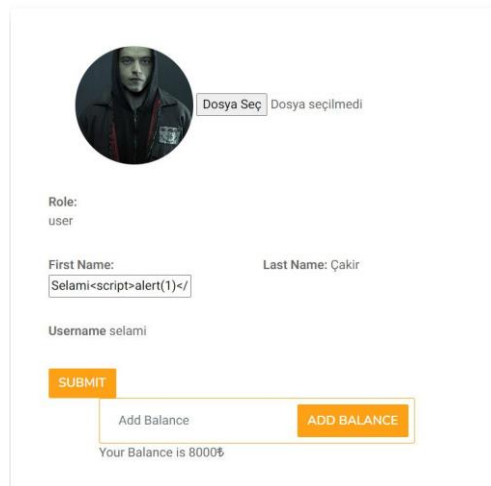 Dosya Seç Dosya seçilmedi
Role:
user
First Name: Last Name: Çakir
Selami<script>alert(1)</
Username selami
SUBMIT
Add Balance ADD BALANCE
Your Balance is 8000₺